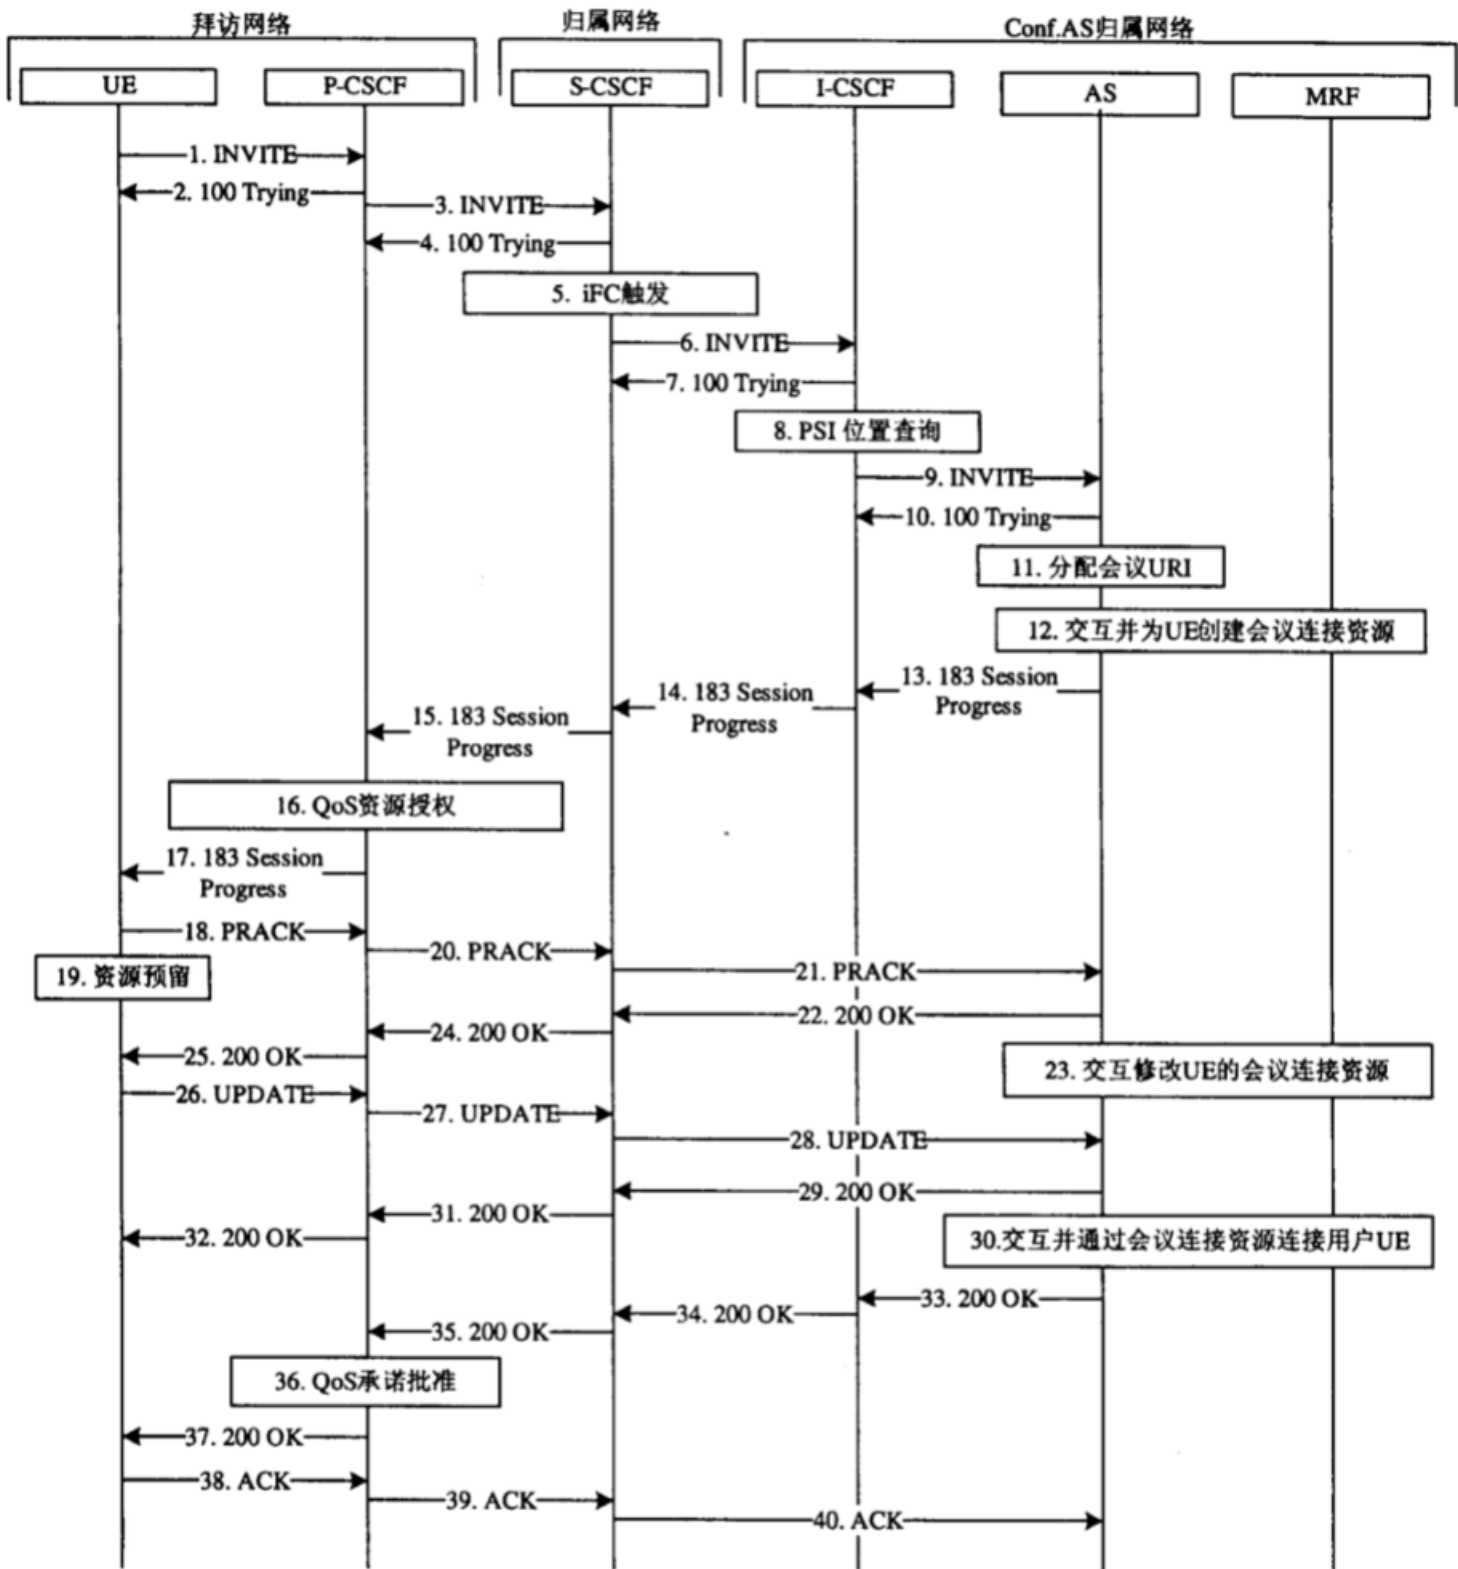 拜访网络
归属网络
Conf.AS归属网络
UE
P-CSCF
S-CSCF
I-CSCF
AS
MRF
1. INVITE
2. 100 Trying
3. INVITE
4. 100 Trying
5. iFC触发
6. INVITE
7. 100 Trying
8. PSI 位置查询
9. INVITE
10. 100 Trying
11. 分配会议URI
12. 交互并为UE创建会议连接资源
13. 183 Session
Progress
14. 183 Session
Progress
15. 183 Session
Progress
16. QoS资源授权
17. 183 Session
Progress
18. PRACK
19. 资源预留
20. PRACK
21. PRACK
22. 200 OK
23. 交互修改UE的会议连接资源
24. 200 OK
25. 200 OK
26. UPDATE
27. UPDATE
28. UPDATE
29. 200 OK
30.交互并通过会议连接资源连接用户UE
31. 200 OK
32. 200 OK
33. 200 OK
34. 200 OK
35. 200 OK
36. QoS承诺批准
37. 200 OK
38. ACK
39. ACK
40. ACK